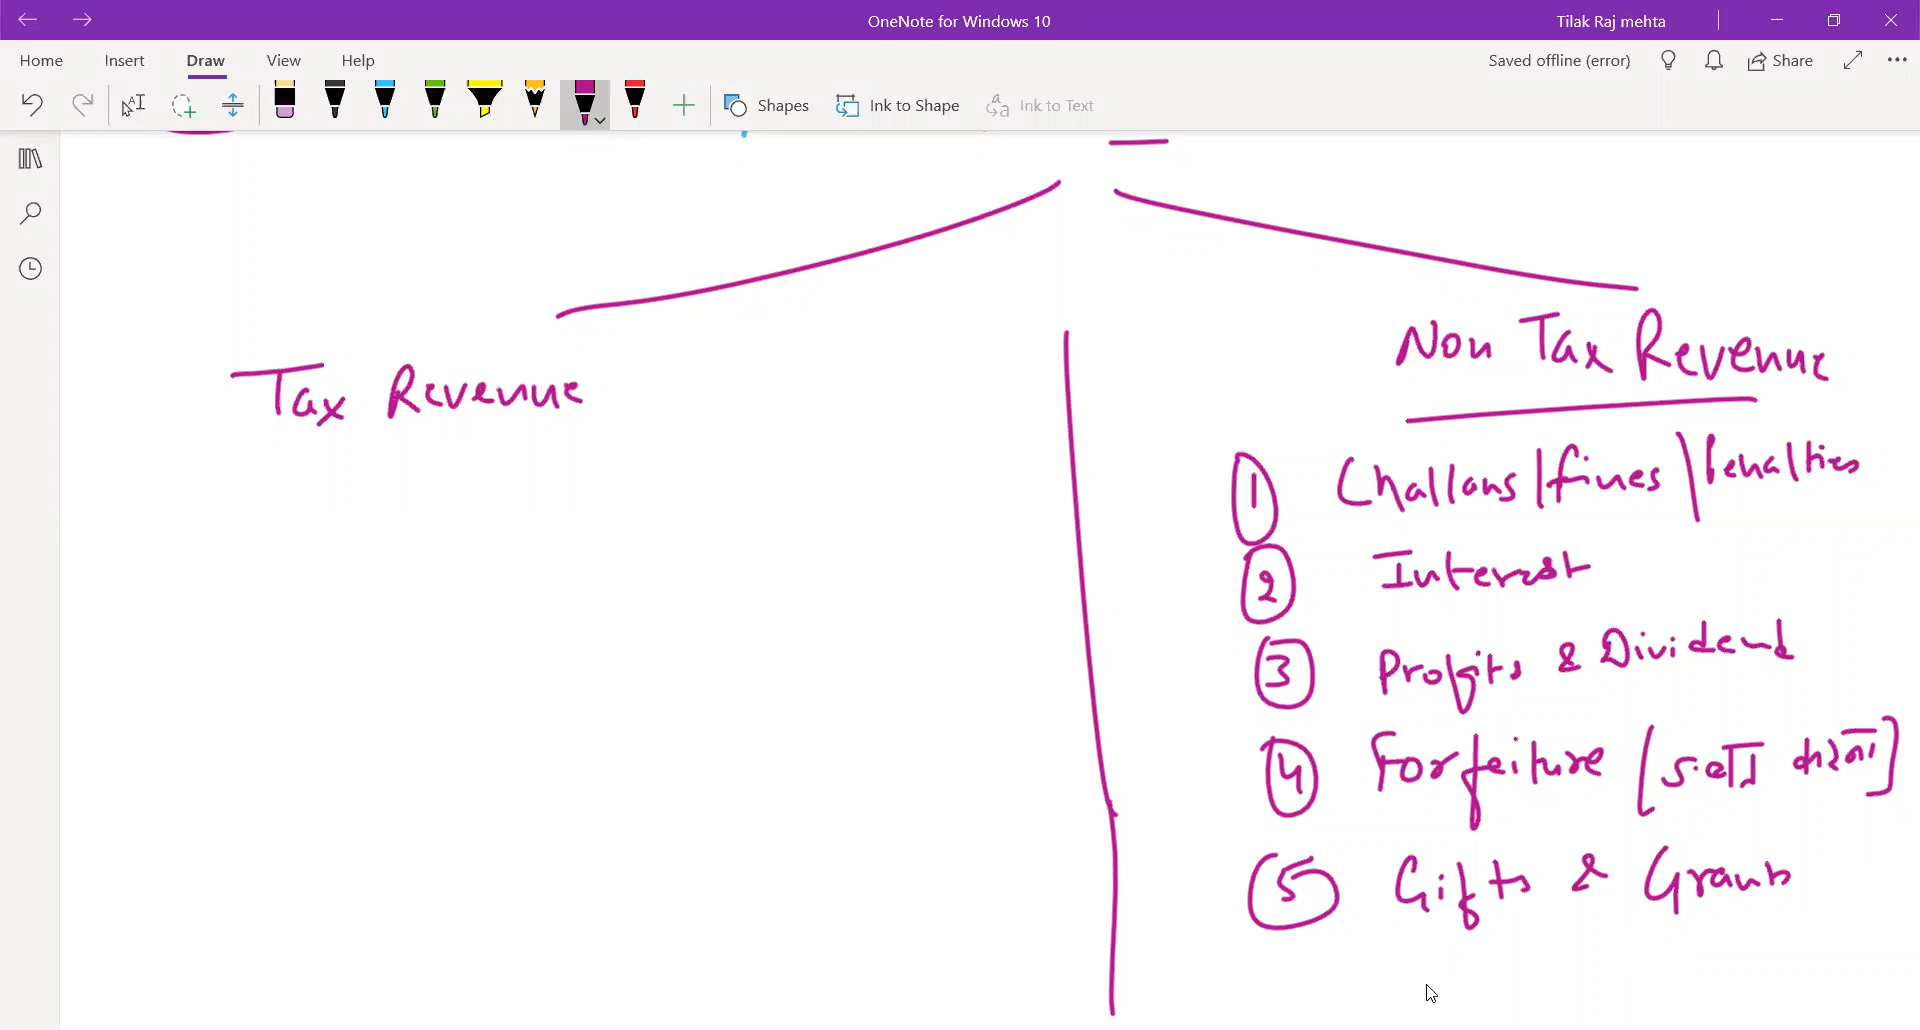 OneNote for Windows 10
Tilak Raj mehta
Home Insert Draw View Help
Saved offline (error) Share
Shapes Ink to Shape Ink to Text
Tax Revenue
Non Tax Revenue
1 Challans/fines/Penalties
2 Interest
3 Profits & Dividend
4 Forfeiture [
5 Gifts & Grants